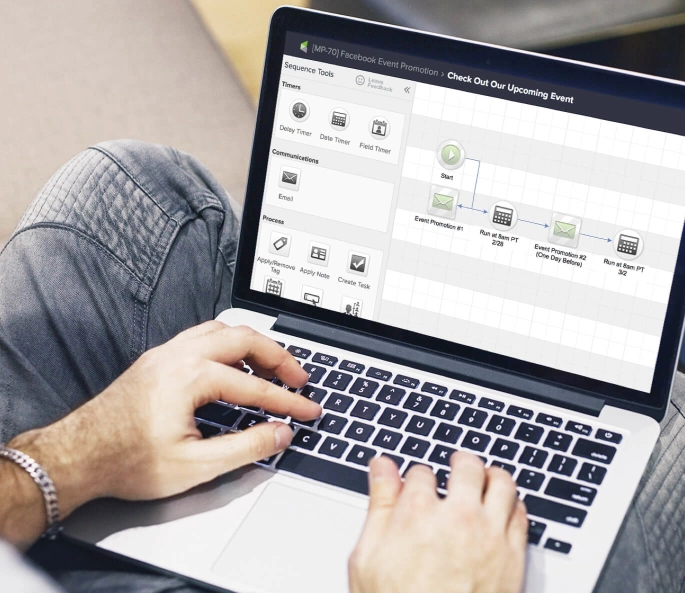 [MP-70] Facebook Event Promotion › Check Out Our Upcoming Event
Sequence Tools
Leave
Feedback
«
Timers
Delay Timer
Date Timer
Field Timer
Communications
Email
Process
Apply/Remove
Tag
Apply Note
Create Task
Start
Event Promotion #1
Run at 8am PT
2/28
Event Promotion #2
(One Day Before)
Run at 8am PT
3/2